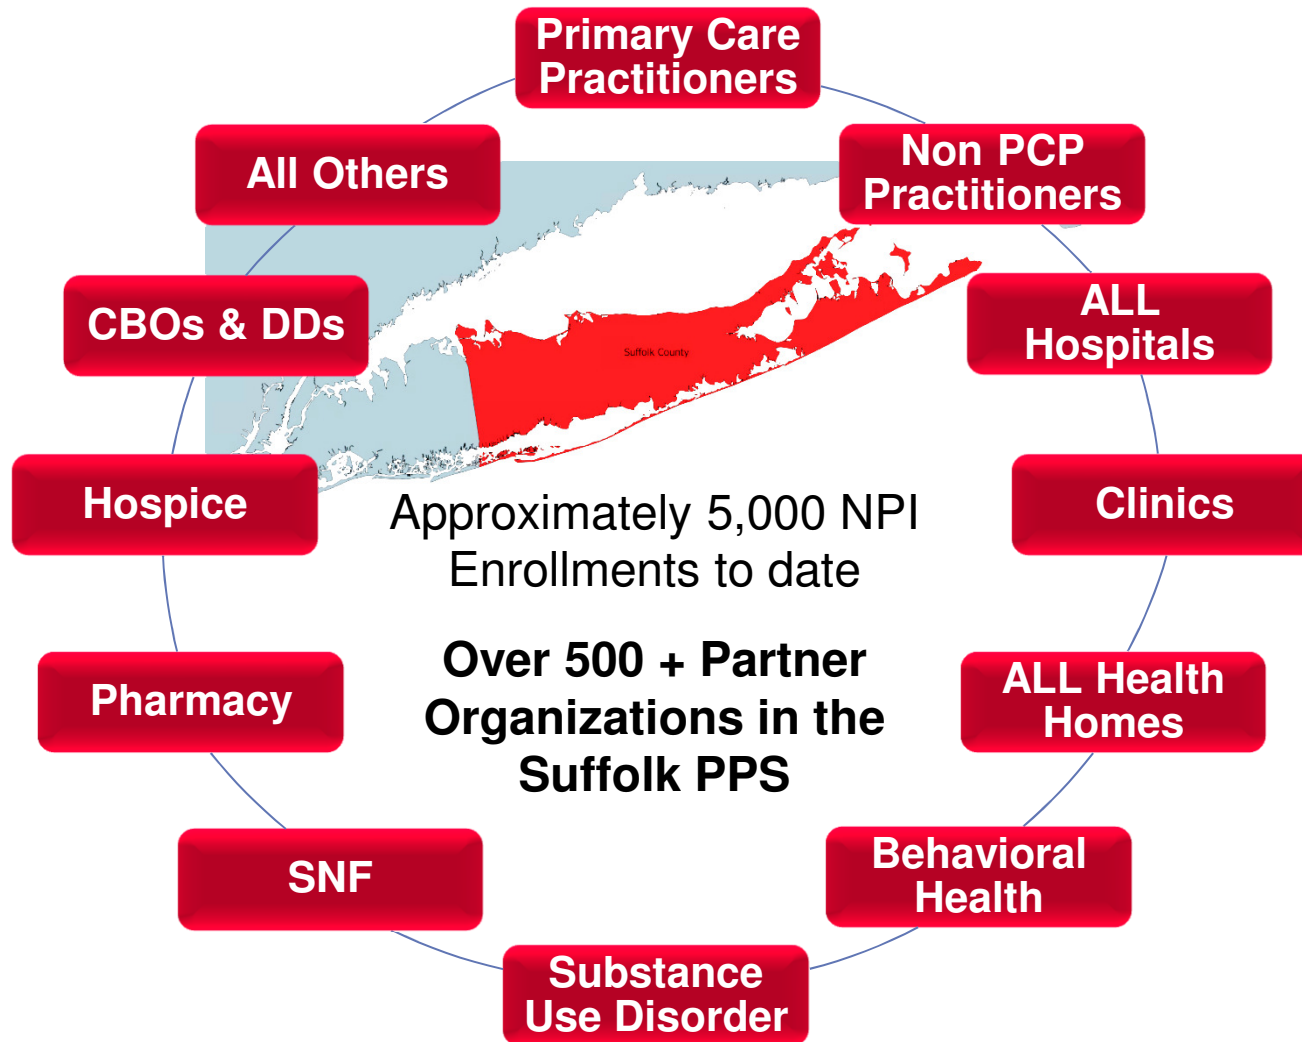 Primary Care
Practitioners
All Others
Non PCP
Practitioners
CBOs & DDs
ALL
Hospitals
Suffolk County
Hospice
Clinics
Approximately 5,000 NPI
Enrollments to date
Over 500 + Partner
Organizations in the
Suffolk PPS
Pharmacy
ALL Health
Homes
SNF
Behavioral
Health
Substance
Use Disorder